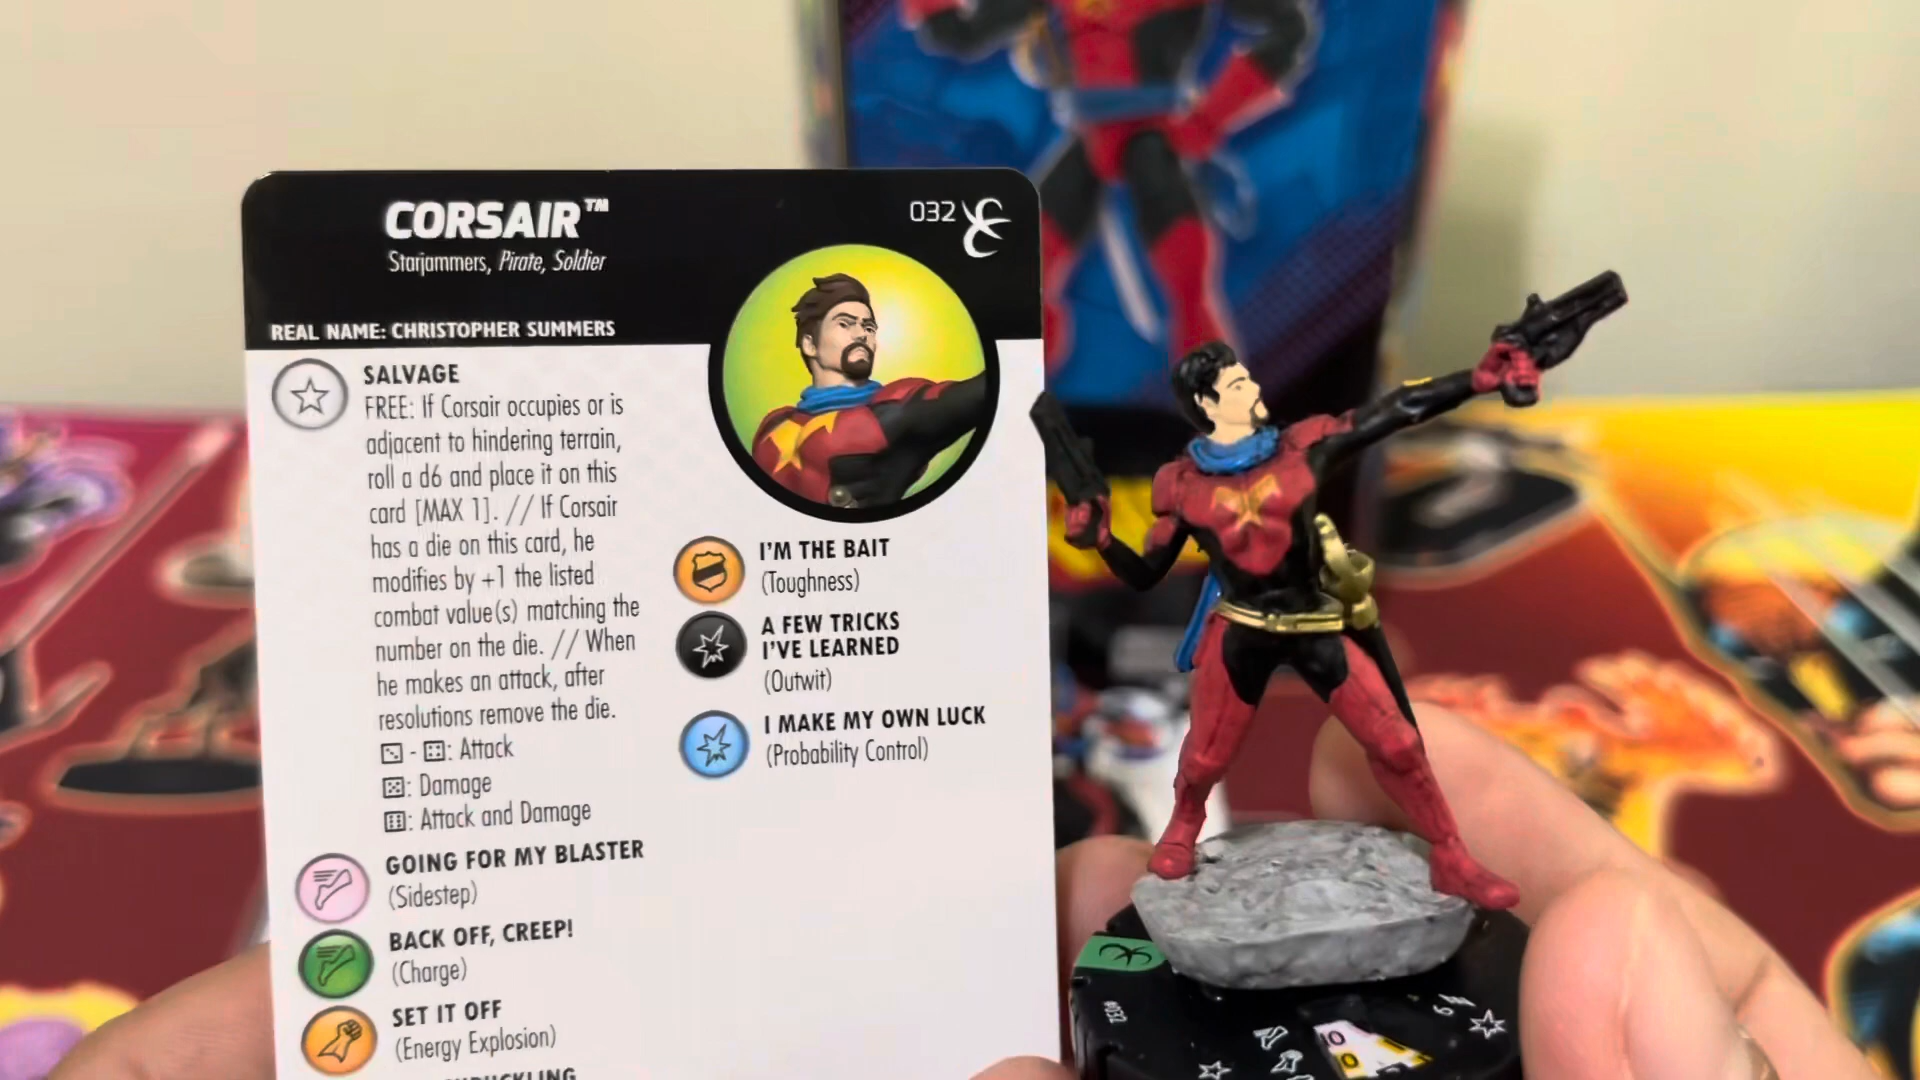 CORSAIR™
032
Starjammers, Pirate, Soldier
REAL NAME: CHRISTOPHER SUMMERS
SALVAGE
FREE: If Corsair occupies or is
adjacent to hindering terrain,
roll a d6 and place it on this
card [MAX 1]. // If Corsair
has a die on this card, he
modifies by +1 the listed
combat value(s) matching the
number on the die. // When
he makes an attack, after
resolutions remove the die.
⚂ - ⚃: Attack
⚄: Damage
⚅: Attack and Damage
GOING FOR MY BLASTER
(Sidestep)
BACK OFF, CREEP!
(Charge)
SET IT OFF
(Energy Explosion)
I'M THE BAIT
(Toughness)
A FEW TRICKS
I'VE LEARNED
(Outwit)
I MAKE MY OWN LUCK
(Probability Control)
#032
6
10